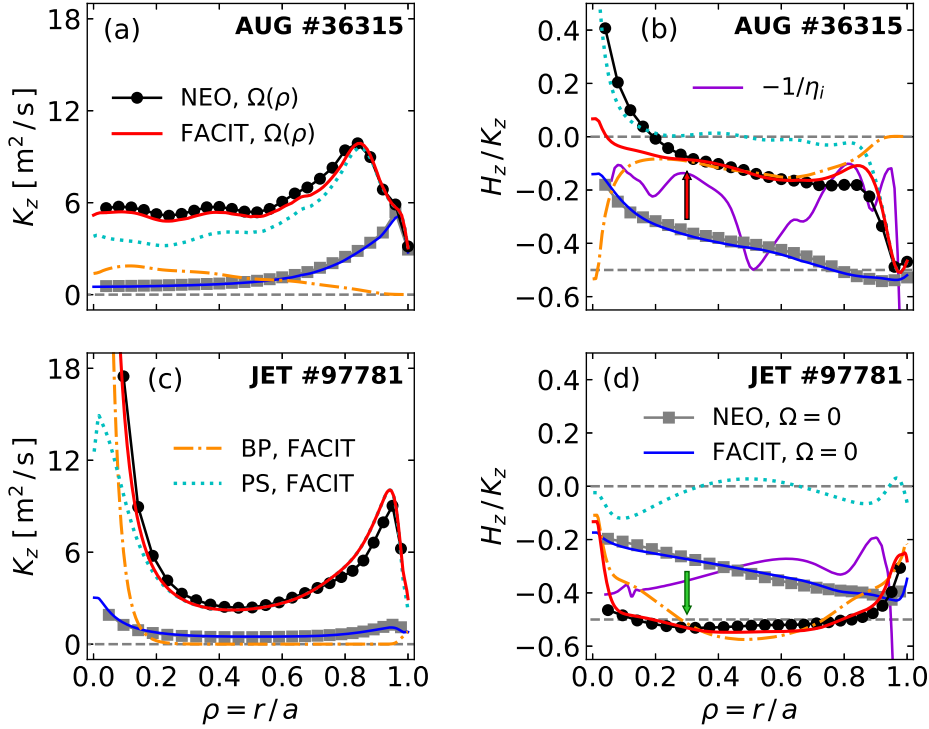 (a) AUG #36315
18
12
6
0
K_z [ m² / s ]
NEO, Ω(ρ)
FACIT, Ω(ρ)
(b) AUG #36315
0.4
0.2
0.0
−0.2
−0.4
−0.6
H_z / K_z
−1/η_i
(c) JET #97781
18
12
6
0
K_z [ m² / s ]
BP, FACIT
PS, FACIT
0.0 0.2 0.4 0.6 0.8 1.0
ρ = r / a
(d) JET #97781
0.4
0.2
0.0
−0.2
−0.4
−0.6
H_z / K_z
NEO, Ω = 0
FACIT, Ω = 0
0.0 0.2 0.4 0.6 0.8 1.0
ρ = r / a